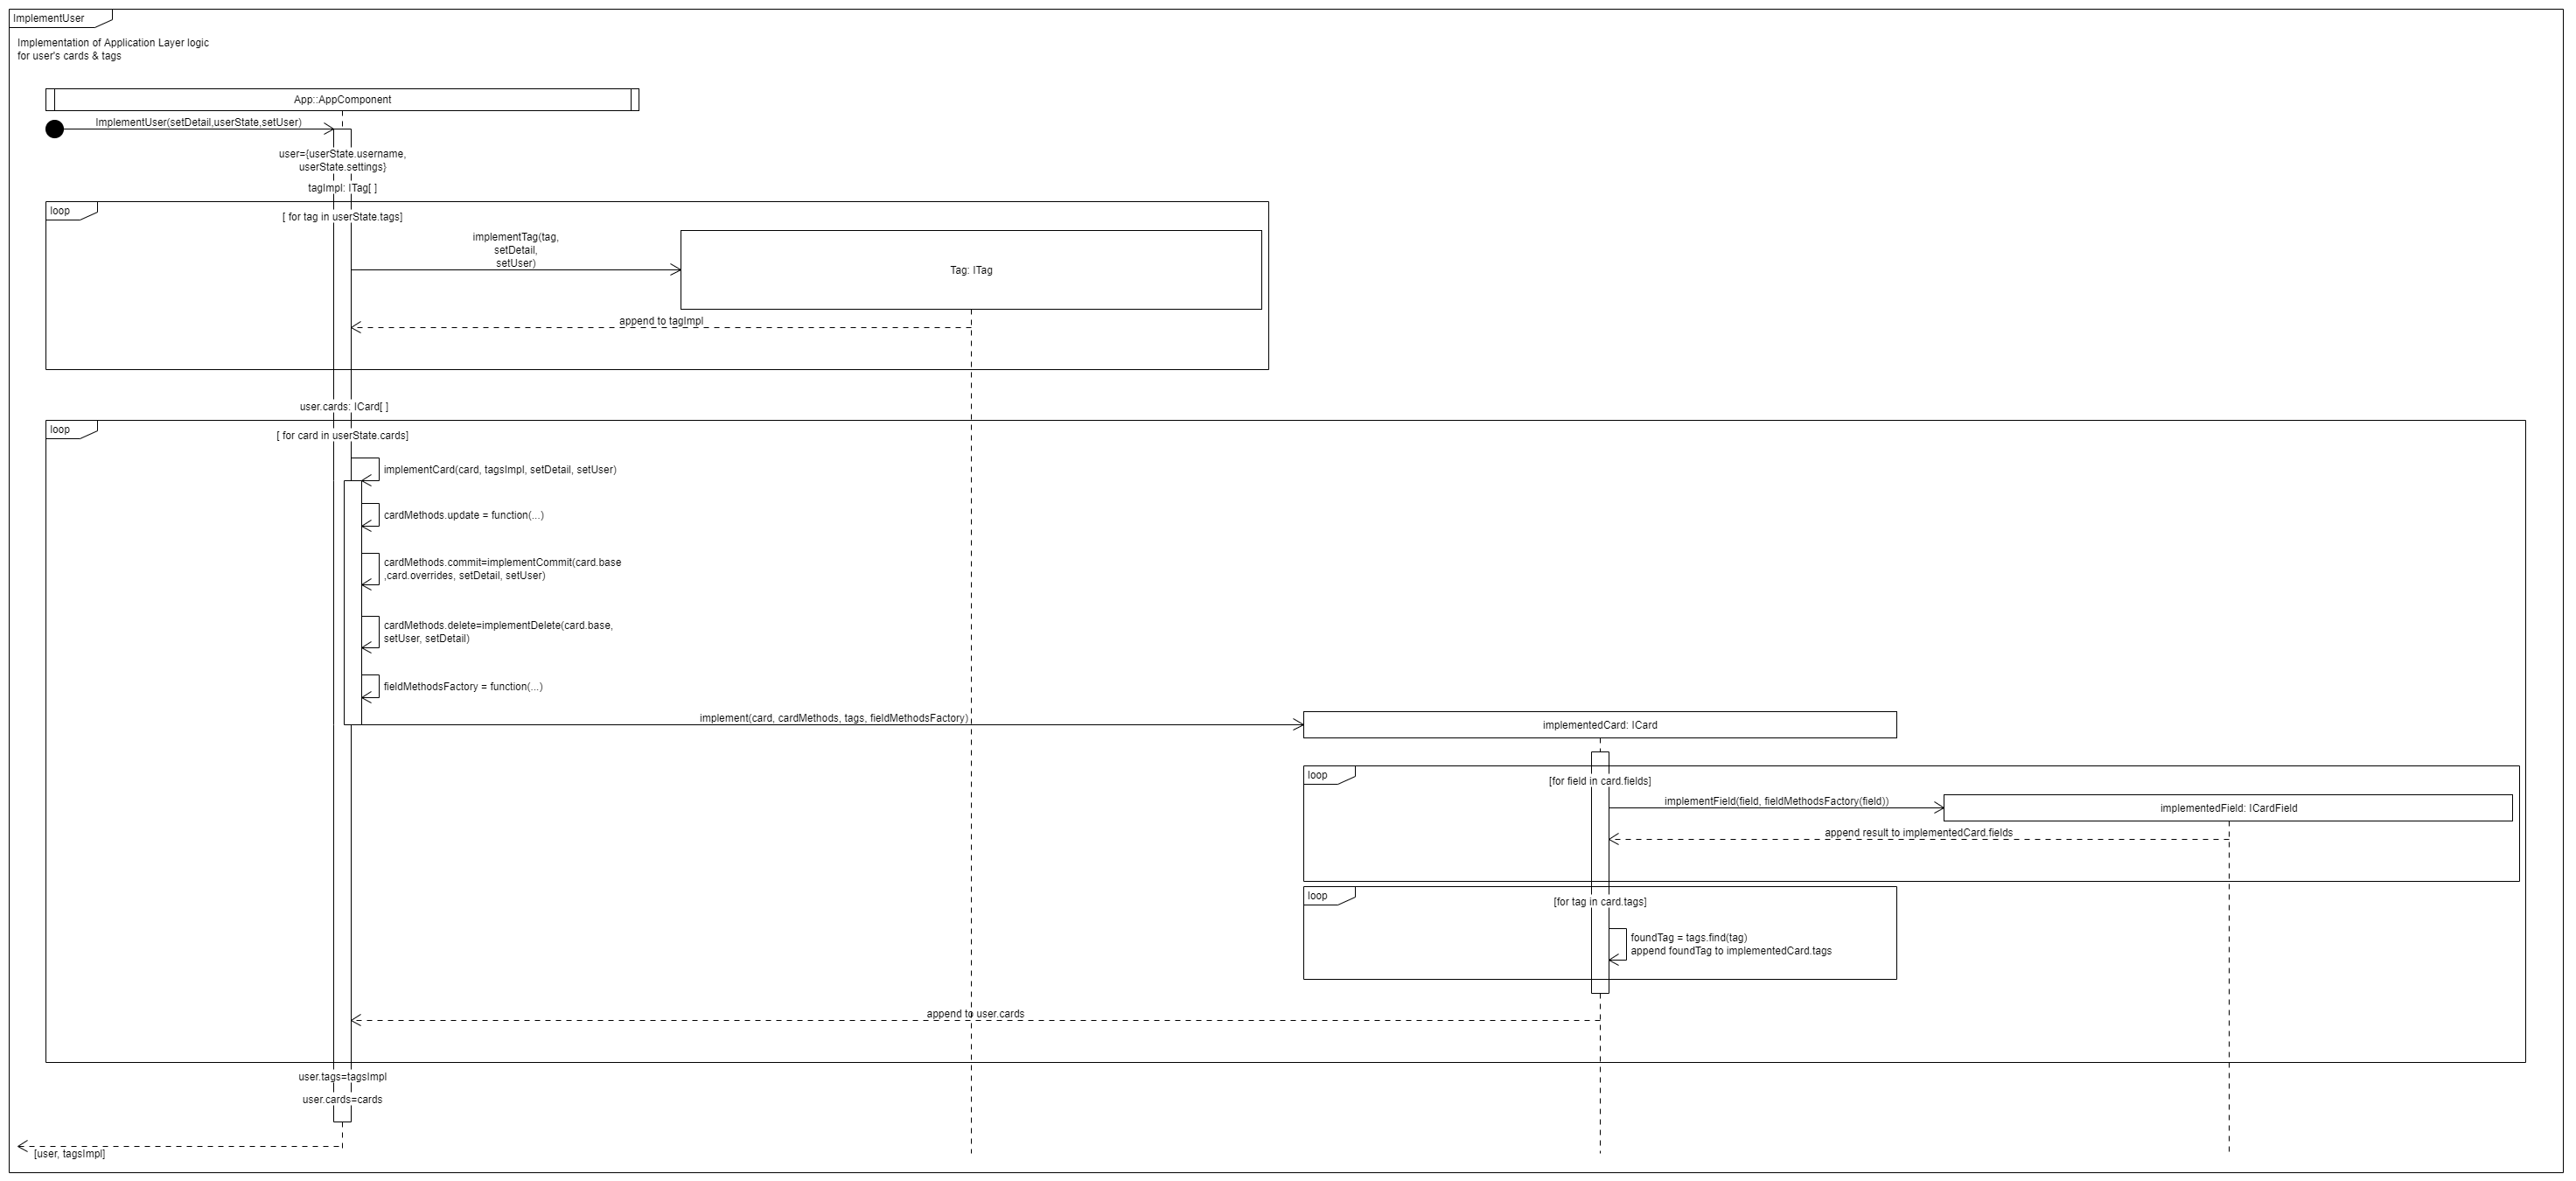 ImplementUser
Implementation of Application Layer logic
for user's cards & tags
App::AppComponent
ImplementUser(setDetail,userState,setUser)
user={userState.username,
userState.settings}
tagImpl: ITag[ ]
loop
[ for tag in userState.tags]
implementTag(tag,
setDetail,
setUser)
Tag: ITag
append to tagImpl
user.cards: ICard[ ]
loop
[ for card in userState.cards]
implementCard(card, tagsImpl, setDetail, setUser)
cardMethods.update = function(...)
cardMethods.commit=implementCommit(card.base
,card.overrides, setDetail, setUser)
cardMethods.delete=implementDelete(card.base,
setUser, setDetail)
fieldMethodsFactory = function(...)
implement(card, cardMethods, tags, fieldMethodsFactory)
implementedCard: ICard
loop
[for field in card.fields]
implementField(field, fieldMethodsFactory(field))
implementedField: ICardField
append result to implementedCard.fields
loop
[for tag in card.tags]
foundTag = tags.find(tag)
append foundTag to implementedCard.tags
append to user.cards
user.tags=tagsImpl
user.cards=cards
[user, tagsImpl]